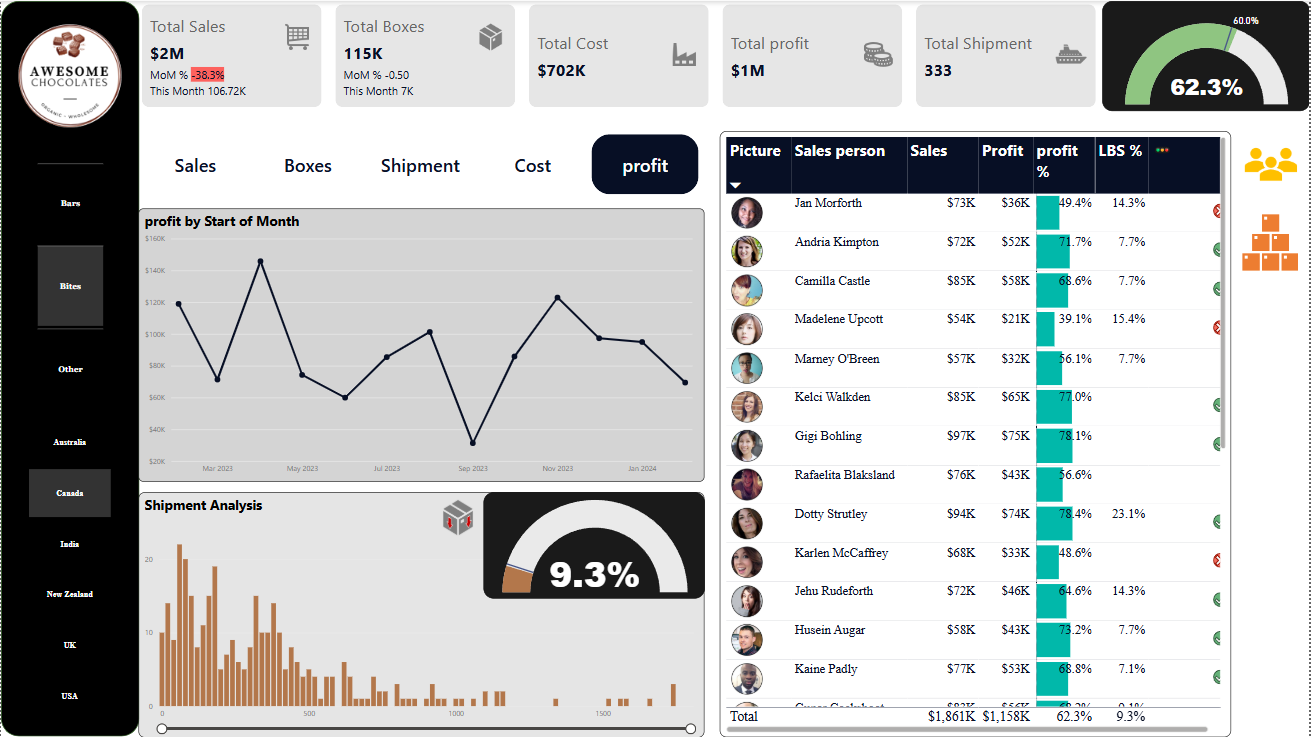 AWESOME
CHOCOLATES
ORGANIC • WHOLESOME
Bars
Bites
Other
Australia
Canada
India
New Zealand
UK
USA
Total Sales
$2M
MoM % -38.3%
This Month 106.72K
Total Boxes
115K
MoM % -0.50
This Month 7K
Total Cost
$702K
Total profit
$1M
Total Shipment
333
60.0%
62.3%
Sales
Boxes
Shipment
Cost
profit
profit by Start of Month
$160K
$140K
$120K
$100K
$80K
$60K
$40K
$20K
Mar 2023
May 2023
Jul 2023
Sep 2023
Nov 2023
Jan 2024
Shipment Analysis
9.3%
20
10
0
0
500
1000
1500
Picture Sales person Sales Profit profit % LBS %
Jan Morforth $73K $36K 49.4% 14.3%
Andria Kimpton $72K $52K 71.7% 7.7%
Camilla Castle $85K $58K 68.6% 7.7%
Madelene Upcott $54K $21K 39.1% 15.4%
Marney O'Breen $57K $32K 56.1% 7.7%
Kelci Walkden $85K $65K 77.0%
Gigi Bohling $97K $75K 78.1%
Rafaelita Blaksland $76K $43K 56.6%
Dotty Strutley $94K $74K 78.4% 23.1%
Karlen McCaffrey $68K $33K 48.6%
Jehu Rudeforth $72K $46K 64.6% 14.3%
Husein Augar $58K $43K 73.2% 7.7%
Kaine Padly $77K $53K 68.8% 7.1%
Total $1,861K $1,158K 62.3% 9.3%